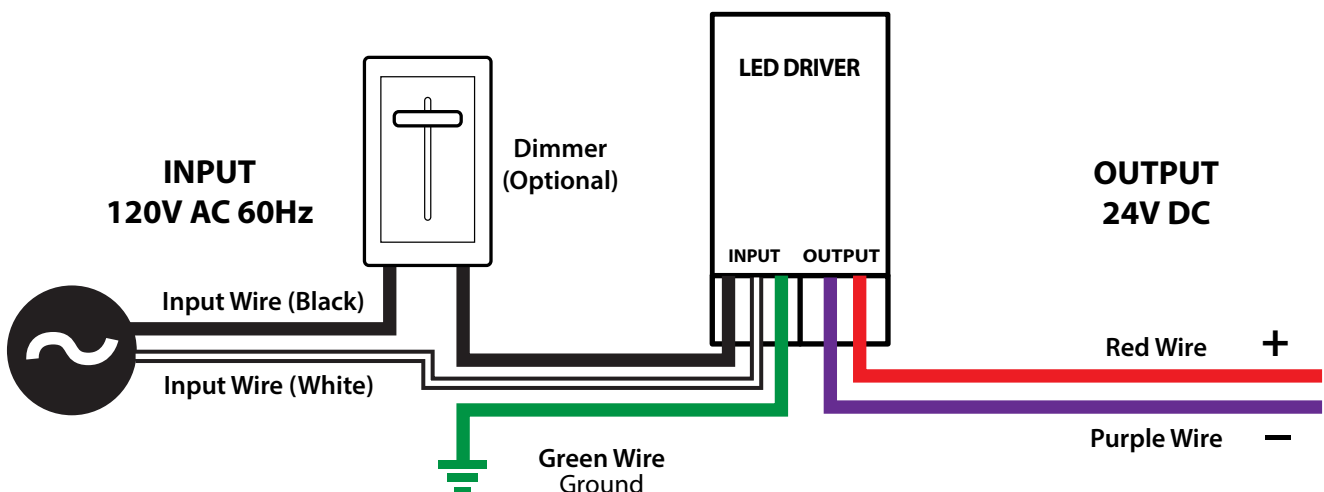 LED DRIVER
Dimmer
(Optional)
INPUT
120V AC 60Hz
OUTPUT
24V DC
INPUT OUTPUT
Input Wire (Black)
Red Wire +
Input Wire (White)
Purple Wire –
Green Wire
Ground